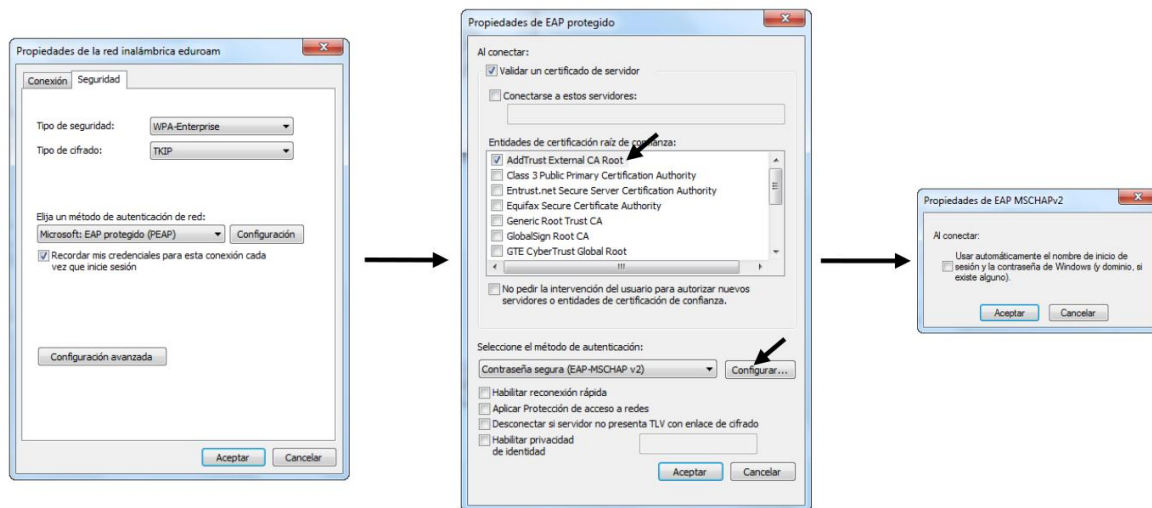 Propiedades de la red inalámbrica eduroam
Conexión
Seguridad
Tipo de seguridad:
WPA-Enterprise
Tipo de cifrado:
TKIP
Elija un método de autenticación de red:
Microsoft: EAP protegido (PEAP)
Configuración
Recordar mis credenciales para esta conexión cada
vez que inicie sesión
Configuración avanzada
Aceptar
Cancelar
Propiedades de EAP protegido
Al conectar:
Validar un certificado de servidor
Conectarse a estos servidores:
Entidades de certificación raíz de confianza:
AddTrust External CA Root
Class 3 Public Primary Certification Authority
Entrust.net Secure Server Certification Authority
Equifax Secure Certificate Authority
Generic Root Trust CA
GlobalSign Root CA
GTE CyberTrust Global Root
No pedir la intervención del usuario para autorizar nuevos
servidores o entidades de certificación de confianza.
Seleccione el método de autenticación:
Contraseña segura (EAP-MSCHAP v2)
Configurar...
Habilitar reconexión rápida
Aplicar Protección de acceso a redes
Desconectar si servidor no presenta TLV con enlace de cifrado
Habilitar privacidad
de identidad
Aceptar
Cancelar
Propiedades de EAP MSCHAPv2
Al conectar:
Usar automáticamente el nombre de inicio de
sesión y la contraseña de Windows (y dominio, si
existe alguno).
Aceptar
Cancelar